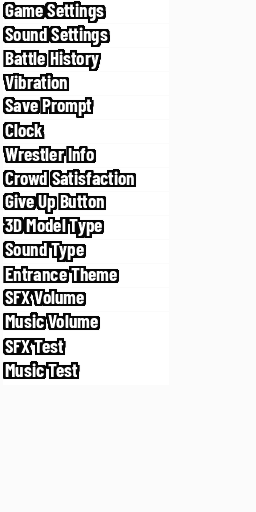 Game Settings
Sound Settings
Battle History
Vibration
Save Prompt
Clock
Wrestler Info
Crowd Satisfaction
Give Up Button
3D Model Type
Sound Type
Entrance Theme
SFX Volume
Music Volume
SFX Test
Music Test